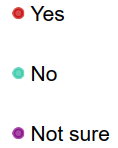 Yes
No
Not sure